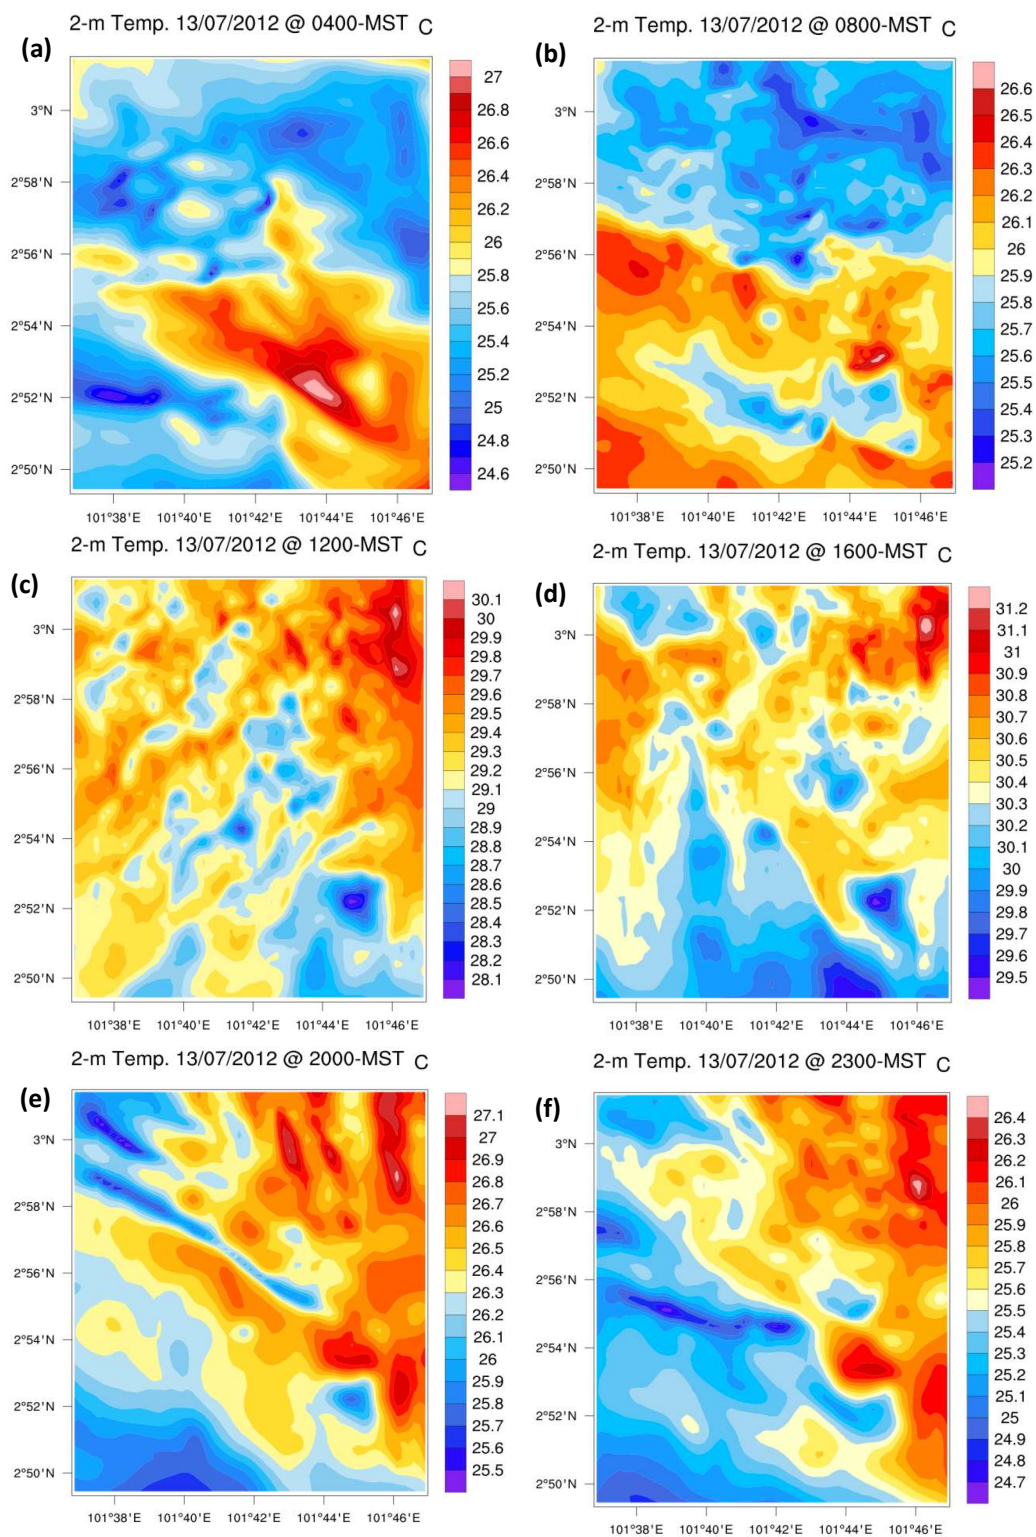 2-m Temp. 13/07/2012 @ 0400-MST C
(a)
3°N
2°58'N
2°56'N
2°54'N
2°52'N
2°50'N
101°38'E 101°40'E 101°42'E 101°44'E 101°46'E
27
26.8
26.6
26.4
26.2
26
25.8
25.6
25.4
25.2
25
24.8
24.6
2-m Temp. 13/07/2012 @ 0800-MST C
(b)
3°N
2°58'N
2°56'N
2°54'N
2°52'N
2°50'N
101°38'E 101°40'E 101°42'E 101°44'E 101°46'E
26.6
26.5
26.4
26.3
26.2
26.1
26
25.9
25.8
25.7
25.6
25.5
25.4
25.3
25.2
2-m Temp. 13/07/2012 @ 1200-MST C
(c)
3°N
2°58'N
2°56'N
2°54'N
2°52'N
2°50'N
101°38'E 101°40'E 101°42'E 101°44'E 101°46'E
30.1
30
29.9
29.8
29.7
29.6
29.5
29.4
29.3
29.2
29.1
29
28.9
28.8
28.7
28.6
28.5
28.4
28.3
28.2
28.1
2-m Temp. 13/07/2012 @ 1600-MST C
(d)
3°N
2°58'N
2°56'N
2°54'N
2°52'N
2°50'N
101°38'E 101°40'E 101°42'E 101°44'E 101°46'E
31.2
31.1
31
30.9
30.8
30.7
30.6
30.5
30.4
30.3
30.2
30.1
30
29.9
29.8
29.7
29.6
29.5
2-m Temp. 13/07/2012 @ 2000-MST C
(e)
3°N
2°58'N
2°56'N
2°54'N
2°52'N
2°50'N
101°38'E 101°40'E 101°42'E 101°44'E 101°46'E
27.1
27
26.9
26.8
26.7
26.6
26.5
26.4
26.3
26.2
26.1
26
25.9
25.8
25.7
25.6
25.5
2-m Temp. 13/07/2012 @ 2300-MST C
(f)
3°N
2°58'N
2°56'N
2°54'N
2°52'N
2°50'N
101°38'E 101°40'E 101°42'E 101°44'E 101°46'E
26.4
26.3
26.2
26.1
26
25.9
25.8
25.7
25.6
25.5
25.4
25.3
25.2
25.1
25
24.9
24.8
24.7